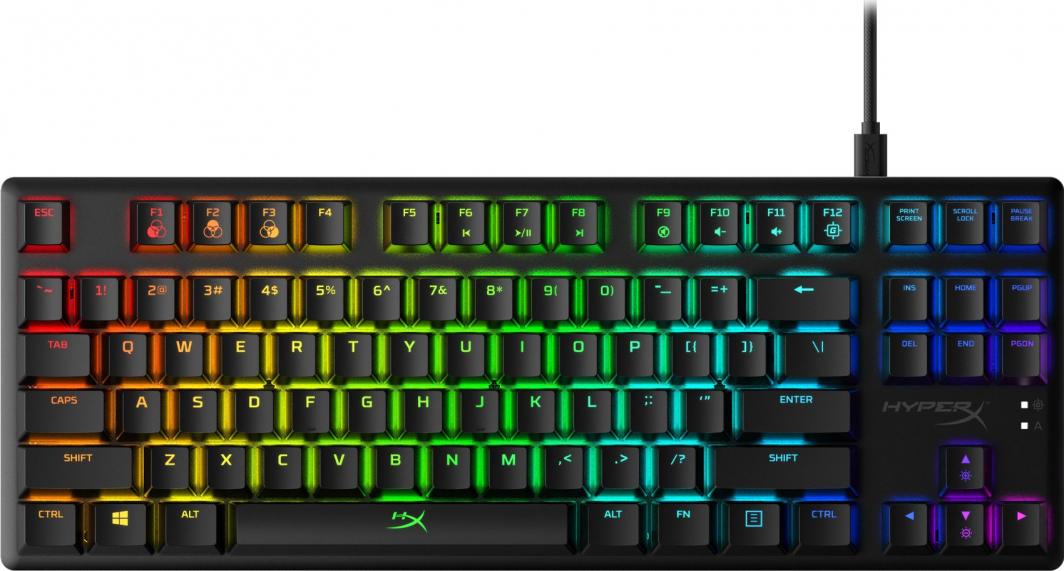 ESC F1 F2 F3 F4 F5 F6 F7 F8 F9 F10 F11 F12 PRINT SCREEN SCROLL LOCK PAUSE BREAK
`~ 1! 2@ 3# 4$ 5% 6^ 7& 8* 9( 0) -_ =+ INS HOME PGUP
TAB Q W E R T Y U I O P [{ ]} \| DEL END PGDN
CAPS A S D F G H J K L ;: '" ENTER HYPERX A
SHIFT Z X C V B N M ,< .> /? SHIFT
CTRL ALT HX ALT FN CTRL